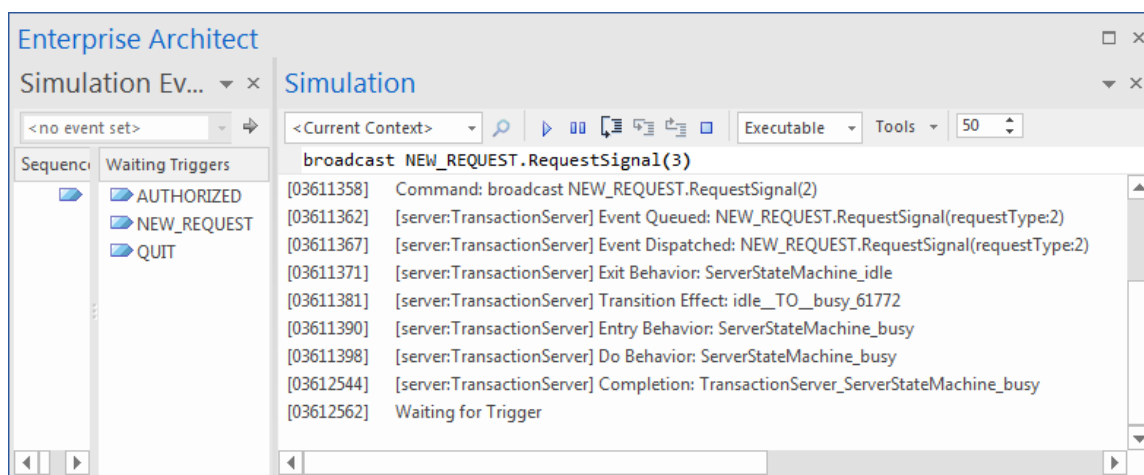 Enterprise Architect
Simulation Ev...
Simulation
<no event set>
<Current Context>
Executable
Tools
50
Sequence
Waiting Triggers
broadcast NEW_REQUEST.RequestSignal(3)
AUTHORIZED
NEW_REQUEST
QUIT
[03611358] Command: broadcast NEW_REQUEST.RequestSignal(2)
[03611362] [server:TransactionServer] Event Queued: NEW_REQUEST.RequestSignal(requestType:2)
[03611367] [server:TransactionServer] Event Dispatched: NEW_REQUEST.RequestSignal(requestType:2)
[03611371] [server:TransactionServer] Exit Behavior: ServerStateMachine_idle
[03611381] [server:TransactionServer] Transition Effect: idle__TO__busy_61772
[03611390] [server:TransactionServer] Entry Behavior: ServerStateMachine_busy
[03611398] [server:TransactionServer] Do Behavior: ServerStateMachine_busy
[03612544] [server:TransactionServer] Completion: TransactionServer_ServerStateMachine_busy
[03612562] Waiting for Trigger